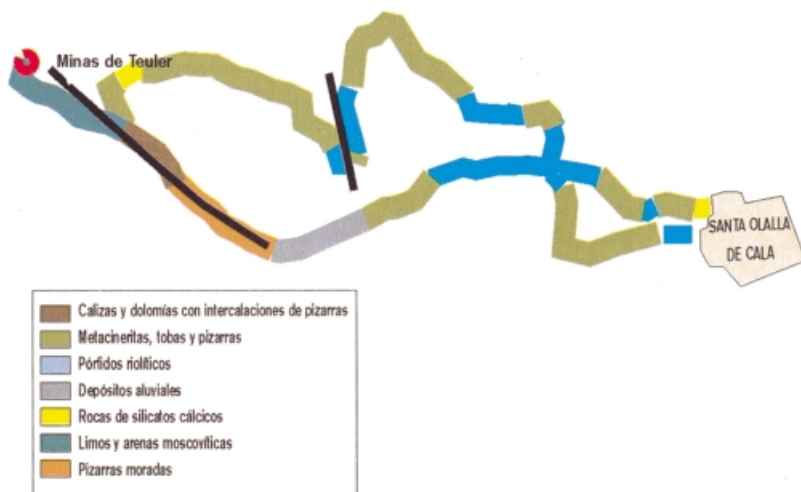 Minas de Teuler
SANTA OLALLA
DE CALA
Calizas y dolomías con intercalaciones de pizarras
Metacineritas, tobas y pizarras
Pórfidos riolíticos
Depósitos aluviales
Rocas de silicatos cálcicos
Limos y arenas moscovíticas
Pizarras moradas